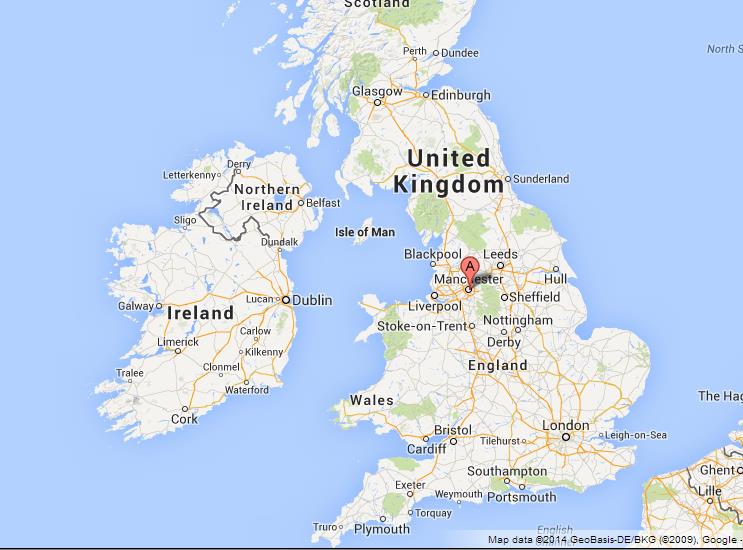 Scotland
Perth
Dundee
North S
Glasgow
Edinburgh
United
Kingdom
Derry
Letterkenny
Northern
Ireland
Sunderland
Belfast
Sligo
Isle of Man
Dundalk
Blackpool
Leeds
A
Manchester
Hull
Galway
Lucan
Dublin
Liverpool
Sheffield
Ireland
Stoke-on-Trent
Nottingham
Carlow
Derby
Limerick
Kilkenny
England
Tralee
Clonmel
Waterford
Wales
The Hag
Cork
London
Bristol
Leigh-on-Sea
Cardiff
Tilehurst
Southampton
Ghent
Exeter
Weymouth
Portsmouth
Lille
Torquay
Truro
Plymouth
English
Map data ©2014 GeoBasis-DE/BKG (©2009), Google -